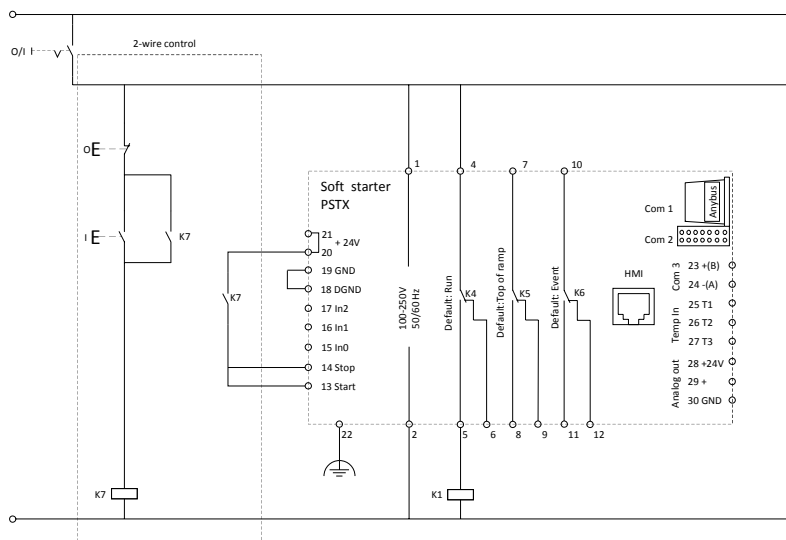 2-wire control
O/I
O E
I E
K7
K7
K7
Soft starter
PSTX
21
+ 24V
20
19 GND
18 DGND
17 In2
16 In1
15 In0
14 Stop
13 Start
22
1
100-250V
50/60 Hz
2
4
Default: Run
K4
5
6
K1
7
Default:Top of ramp
K5
8
9
10
Default: Event
K6
11
12
HMI
Com 1
Anybus
Com 2
Com 3
23 +(B)
24 -(A)
Temp In
25 T1
26 T2
27 T3
Analog out
28 +24V
29 +
30 GND